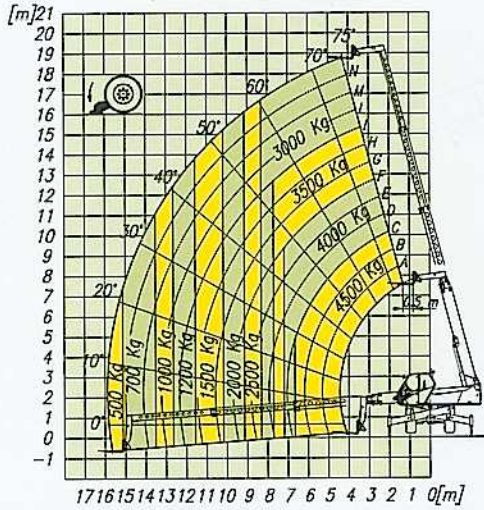 [m]21
20
19
18
17
16
15
14
13
12
11
10
9
8
7
6
5
4
3
2
1
0
-1
75°
70°
60°
50°
40°
30°
20°
10°
0°
N
M
L
I
H
G
F
E
D
C
B
A
3000 Kg
3500 Kg
4000 Kg
4500 Kg
0.5 m
500 Kg
700 Kg
1000 Kg
1200 Kg
1500 Kg
2000 Kg
2500 Kg
17 16 15 14 13 12 11 10 9 8 7 6 5 4 3 2 1 0[m]